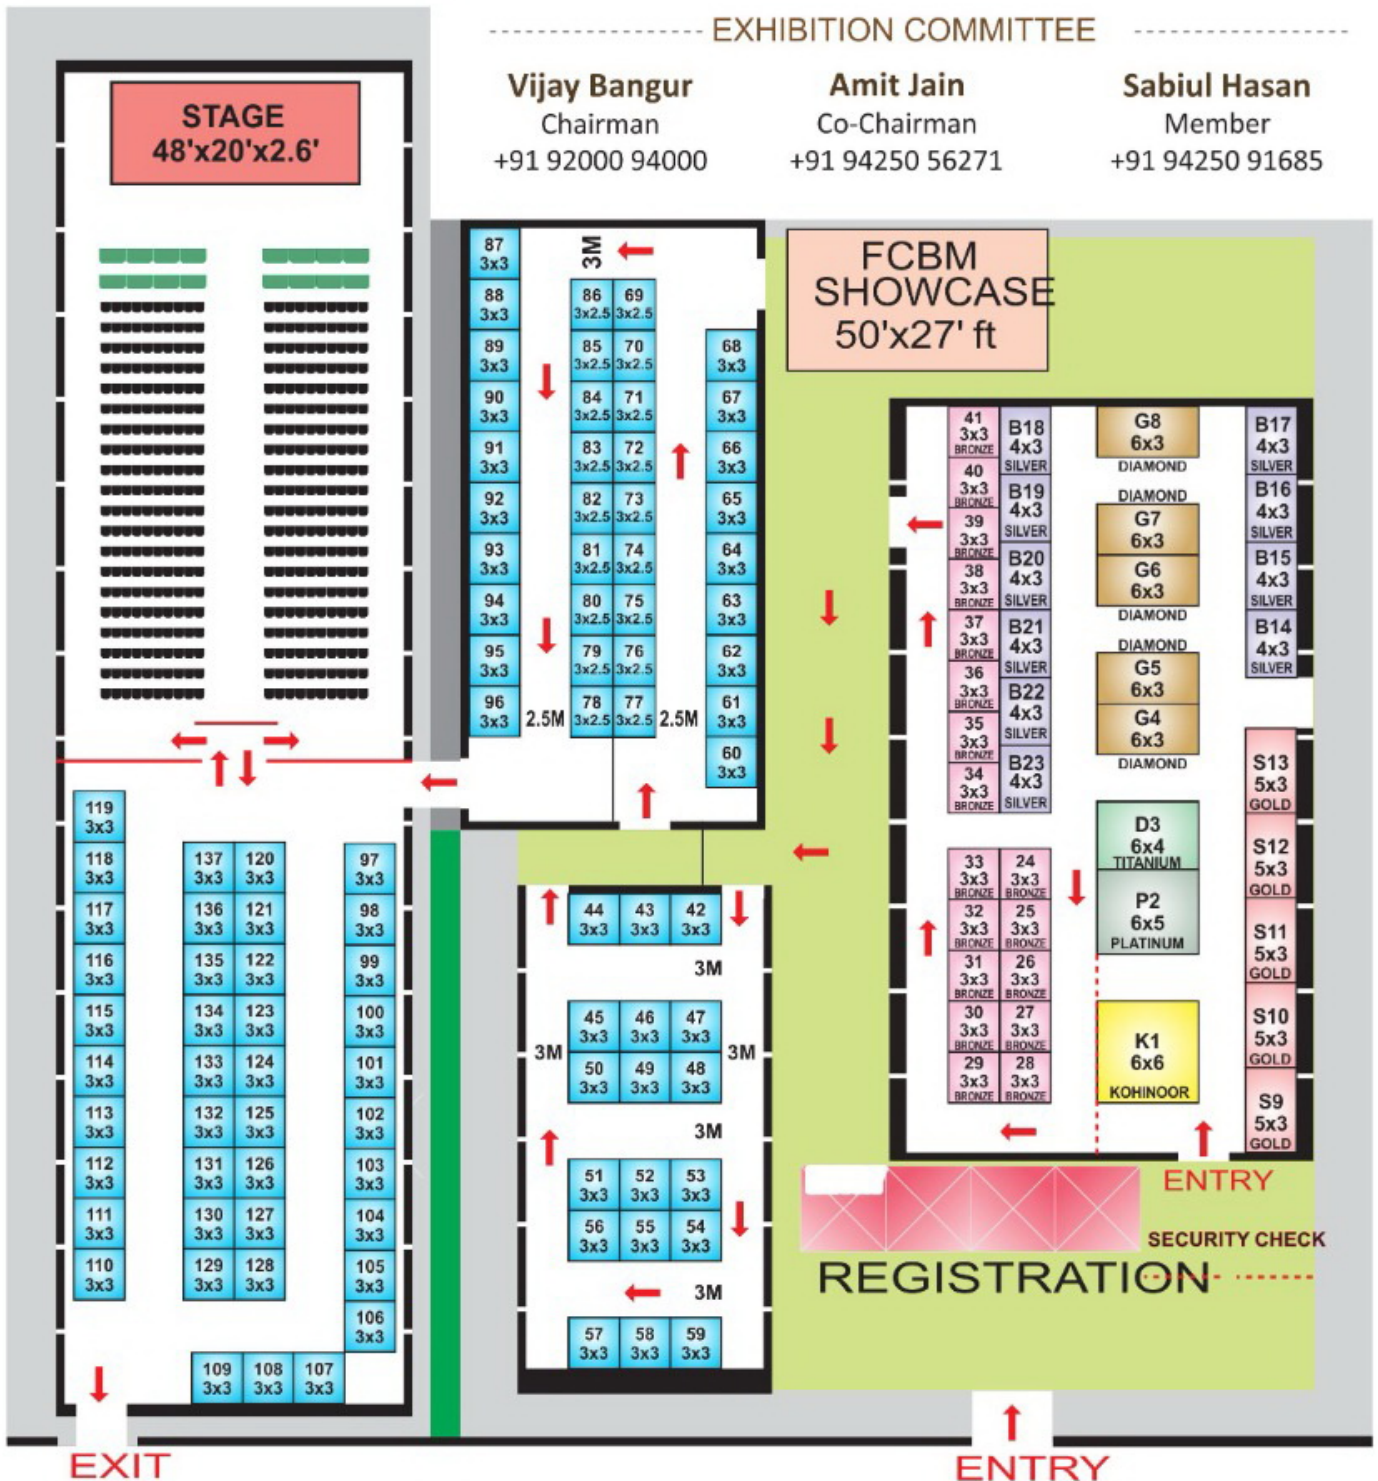 EXHIBITION COMMITTEE
Vijay Bangur
Chairman
+91 92000 94000
Amit Jain
Co-Chairman
+91 94250 56271
Sabiul Hasan
Member
+91 94250 91685
STAGE
48'x20'x2.6'
FCBM
SHOWCASE
50'x27' ft
3M
87
3x3
88
3x3
89
3x3
90
3x3
91
3x3
92
3x3
93
3x3
94
3x3
95
3x3
96
3x3
86 69
3x2.5 3x2.5
85 70
3x2.5 3x2.5
84 71
3x2.5 3x2.5
83 72
3x2.5 3x2.5
82 73
3x2.5 3x2.5
81 74
3x2.5 3x2.5
80 75
3x2.5 3x2.5
79 76
3x2.5 3x2.5
78 77
3x2.5 3x2.5
2.5M
2.5M
68
3x3
67
3x3
66
3x3
65
3x3
64
3x3
63
3x3
62
3x3
61
3x3
60
3x3
41
3x3
BRONZE
40
3x3
BRONZE
39
3x3
BRONZE
38
3x3
BRONZE
37
3x3
BRONZE
36
3x3
BRONZE
35
3x3
BRONZE
34
3x3
BRONZE
B18
4x3
SILVER
B19
4x3
SILVER
B20
4x3
SILVER
B21
4x3
SILVER
B22
4x3
SILVER
B23
4x3
SILVER
G8
6x3
DIAMOND
DIAMOND
G7
6x3
G6
6x3
DIAMOND
DIAMOND
G5
6x3
G4
6x3
DIAMOND
D3
6x4
TITANIUM
P2
6x5
PLATINUM
K1
6x6
KOHINOOR
B17
4x3
SILVER
B16
4x3
SILVER
B15
4x3
SILVER
B14
4x3
SILVER
S13
5x3
GOLD
S12
5x3
GOLD
S11
5x3
GOLD
S10
5x3
GOLD
S9
5x3
GOLD
33 24
3x3 3x3
BRONZE BRONZE
32 25
3x3 3x3
BRONZE BRONZE
31 26
3x3 3x3
BRONZE BRONZE
30 27
3x3 3x3
BRONZE BRONZE
29 28
3x3 3x3
BRONZE BRONZE
ENTRY
SECURITY CHECK
REGISTRATION
44 43 42
3x3 3x3 3x3
3M
45 46 47
3x3 3x3 3x3
3M 3M
50 49 48
3x3 3x3 3x3
3M
51 52 53
3x3 3x3 3x3
56 55 54
3x3 3x3 3x3
3M
57 58 59
3x3 3x3 3x3
119
3x3
118
3x3
117
3x3
116
3x3
115
3x3
114
3x3
113
3x3
112
3x3
111
3x3
110
3x3
137 120
3x3 3x3
136 121
3x3 3x3
135 122
3x3 3x3
134 123
3x3 3x3
133 124
3x3 3x3
132 125
3x3 3x3
131 126
3x3 3x3
130 127
3x3 3x3
129 128
3x3 3x3
97
3x3
98
3x3
99
3x3
100
3x3
101
3x3
102
3x3
103
3x3
104
3x3
105
3x3
106
3x3
109 108 107
3x3 3x3 3x3
EXIT
ENTRY